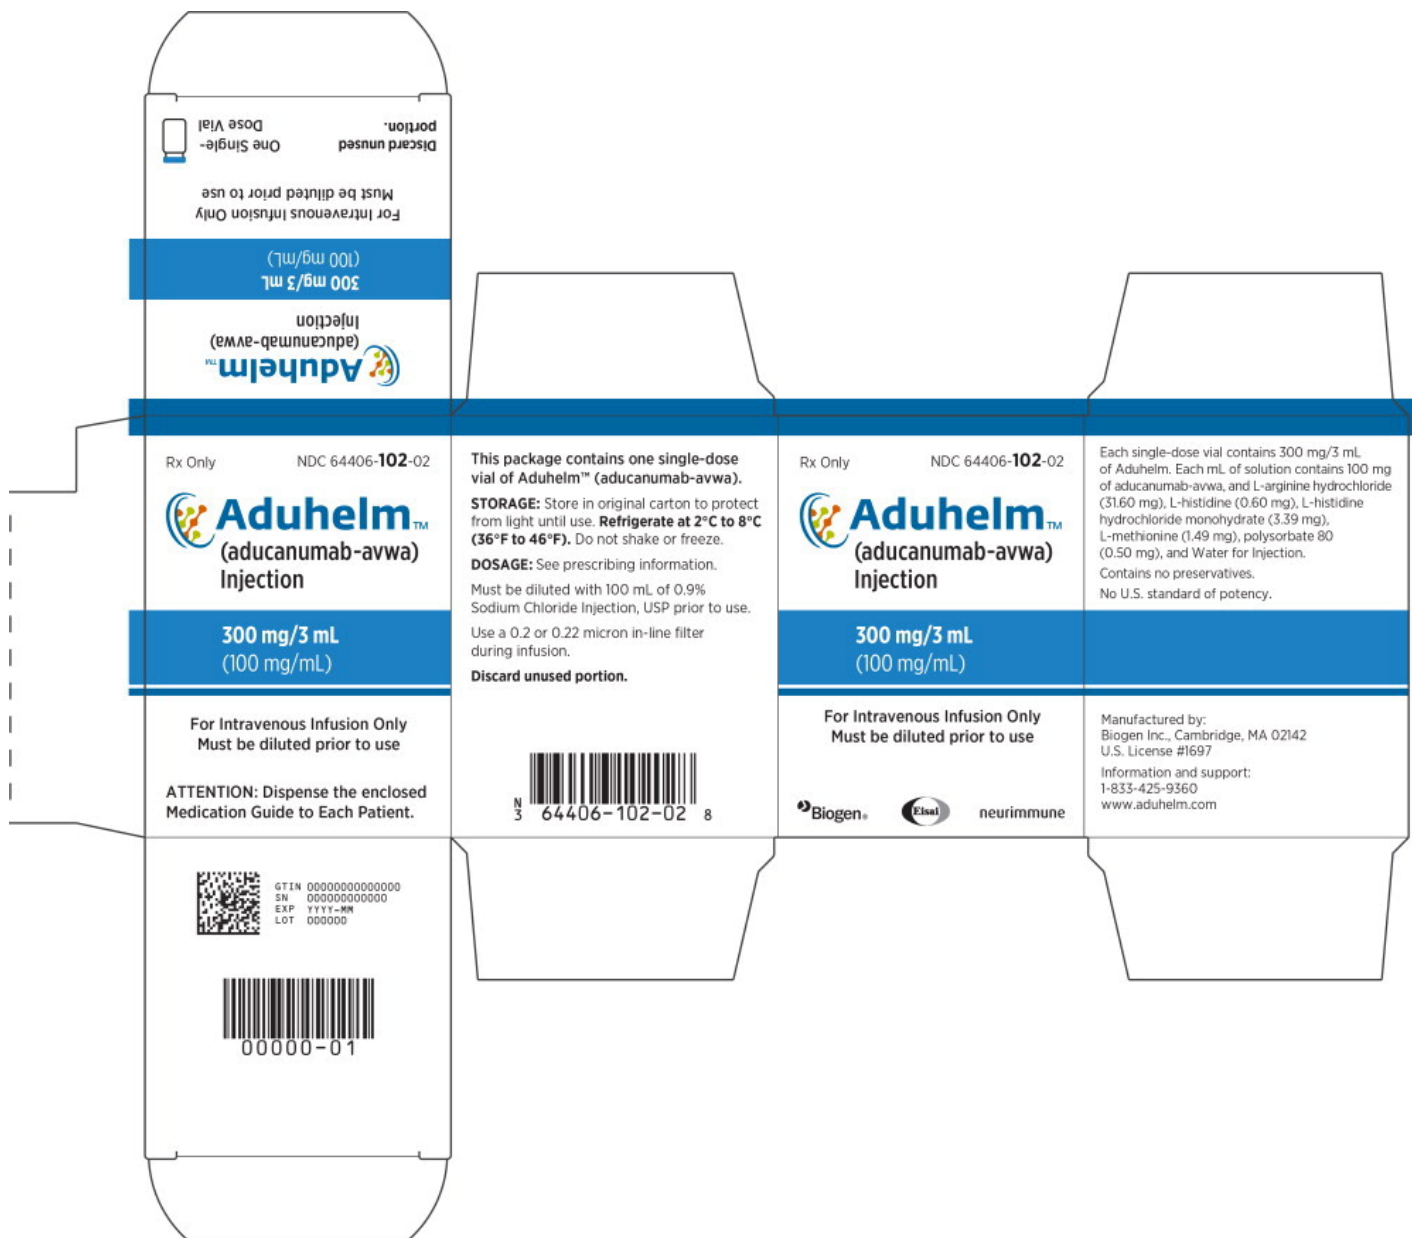 Discard unused
portion.
One Single-
Dose Vial
For Intravenous Infusion Only
Must be diluted prior to use
300 mg/3 mL
(100 mg/mL)
Aduhelm™
(aducanumab-avwa)
Injection
Rx Only
NDC 64406-102-02
Aduhelm™
(aducanumab-avwa)
Injection
300 mg/3 mL
(100 mg/mL)
For Intravenous Infusion Only
Must be diluted prior to use
ATTENTION: Dispense the enclosed
Medication Guide to Each Patient.
This package contains one single-dose
vial of Aduhelm™ (aducanumab-avwa).
STORAGE: Store in original carton to protect
from light until use. Refrigerate at 2°C to 8°C
(36°F to 46°F). Do not shake or freeze.
DOSAGE: See prescribing information.
Must be diluted with 100 mL of 0.9%
Sodium Chloride Injection, USP prior to use.
Use a 0.2 or 0.22 micron in-line filter
during infusion.
Discard unused portion.
N
3 64406-102-02 8
Rx Only
NDC 64406-102-02
Aduhelm™
(aducanumab-avwa)
Injection
300 mg/3 mL
(100 mg/mL)
For Intravenous Infusion Only
Must be diluted prior to use
Biogen®
Eisai
neurimmune
Each single-dose vial contains 300 mg/3 mL
of Aduhelm. Each mL of solution contains 100 mg
of aducanumab-avwa, and L-arginine hydrochloride
(31.60 mg), L-histidine (0.60 mg), L-histidine
hydrochloride monohydrate (3.39 mg),
L-methionine (1.49 mg), polysorbate 80
(0.50 mg), and Water for Injection.
Contains no preservatives.
No U.S. standard of potency.
Manufactured by:
Biogen Inc., Cambridge, MA 02142
U.S. License #1697
Information and support:
1-833-425-9360
www.aduhelm.com
GTIN 00000000000000
SN 000000000000
EXP YYYY-MM
LOT 000000
00000-01